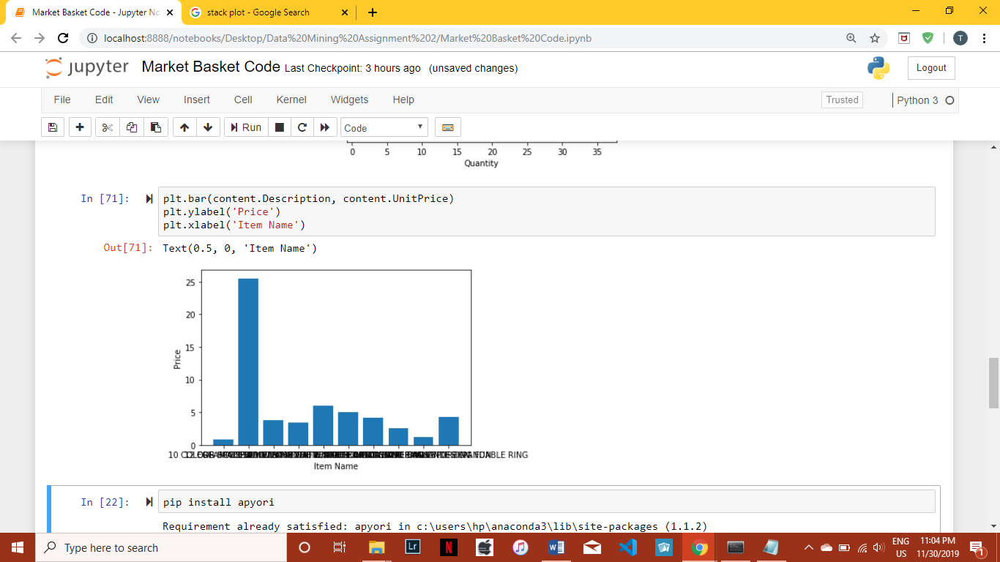 Market Basket Code - Jupyter No
stack plot - Google Search
localhost:8888/notebooks/Desktop/Data%20Mining%20Assignment%202/Market%20Basket%20Code.ipynb
T
jupyter Market Basket Code Last Checkpoint: 3 hours ago (unsaved changes)
Logout
File Edit View Insert Cell Kernel Widgets Help
Trusted Python 3
Run Code
0 5 10 15 20 25 30 35
Quantity
In [71]: plt.bar(content.Description, content.UnitPrice)
plt.ylabel('Price')
plt.xlabel('Item Name')
Out[71]: Text(0.5, 0, 'Item Name')
25
20
15
10
5
0
Price
10 RING
Item Name
In [22]: pip install apyori
Requirement already satisfied: apyori in c:\users\hp\anaconda3\lib\site-packages (1.1.2)
Type here to search
Lr
N
ENG
US
11:04 PM
11/30/2019
1